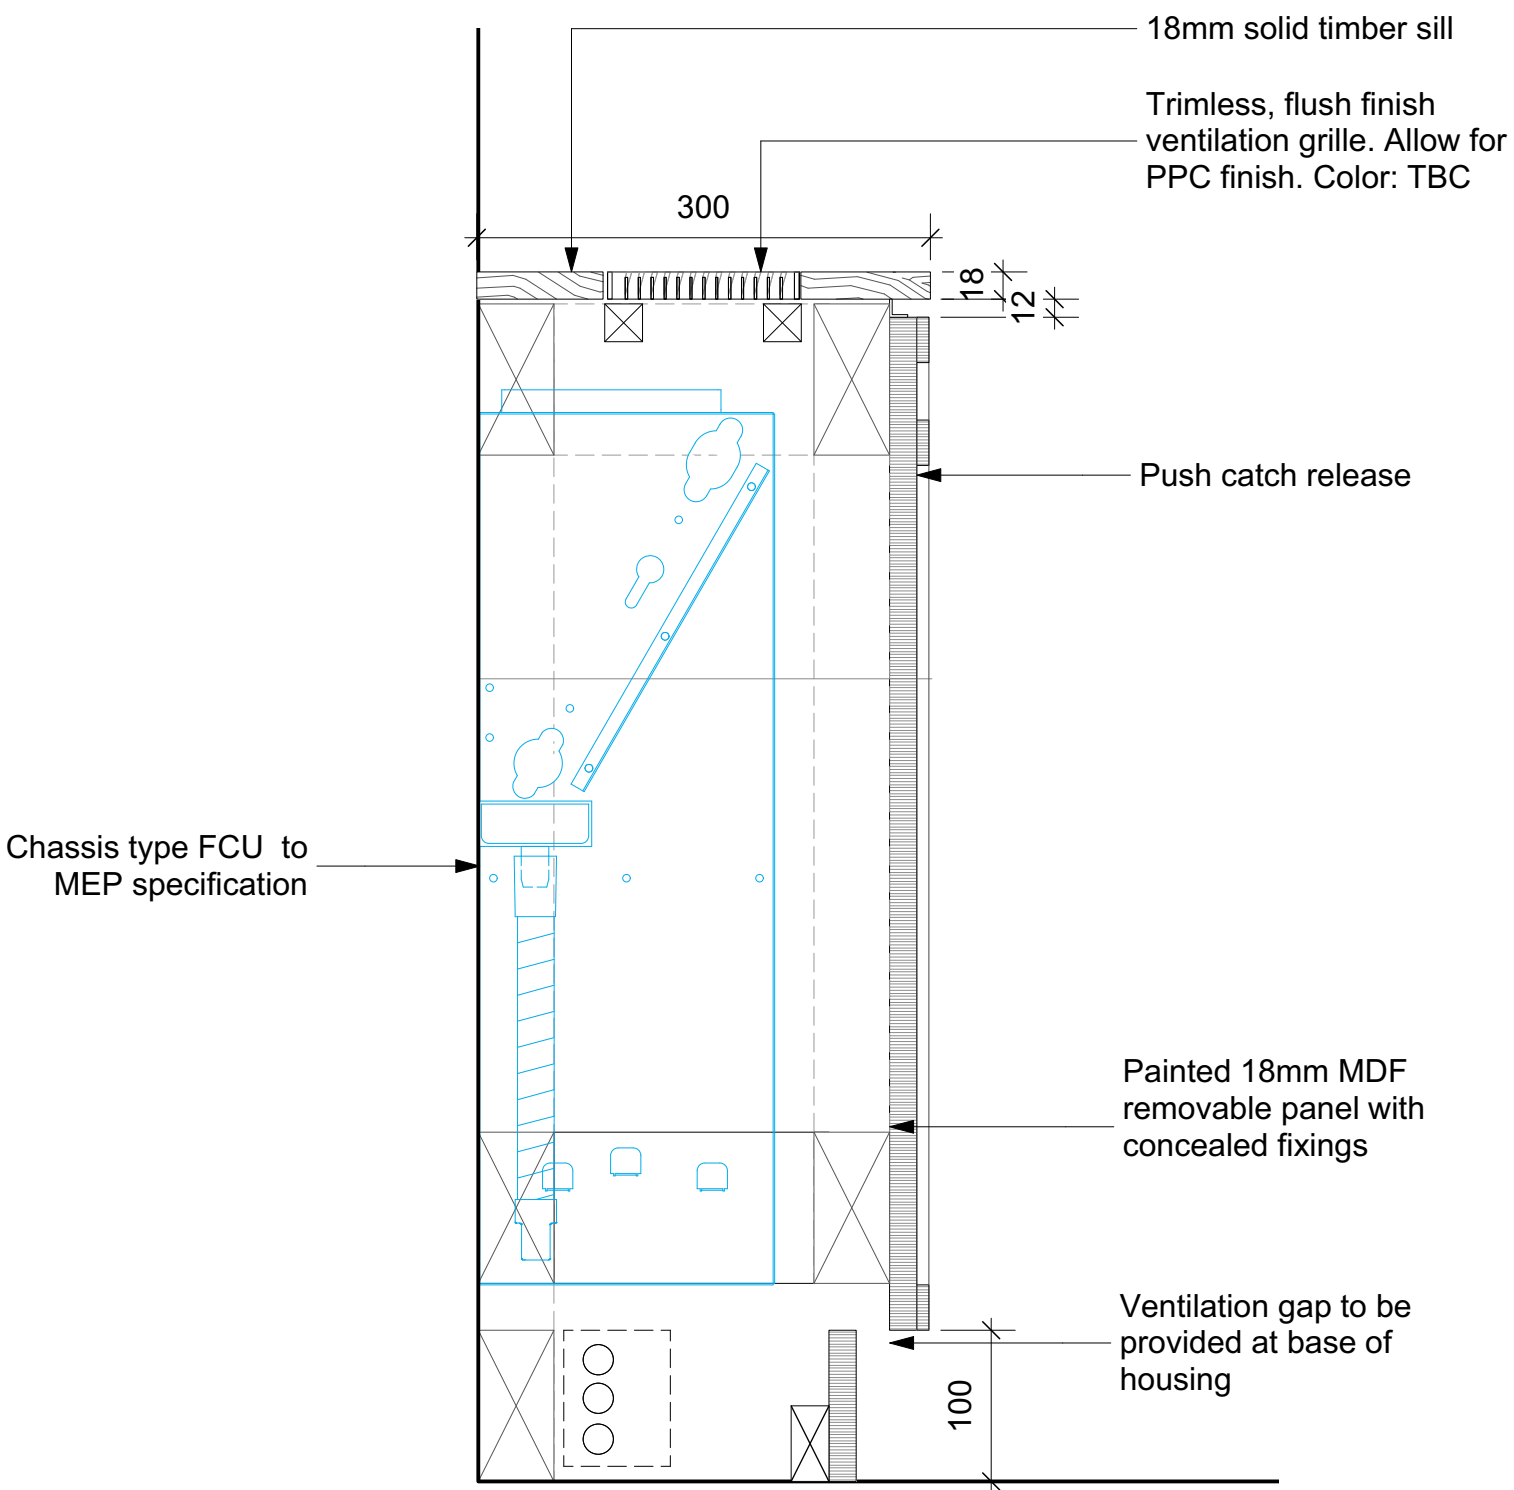 18mm solid timber sill
Trimless, flush finish
ventilation grille. Allow for
PPC finish. Color: TBC
300
18
12
Push catch release
Chassis type FCU  to
MEP specification
Painted 18mm MDF
removable panel with
concealed fixings
Ventilation gap to be
provided at base of
housing
100